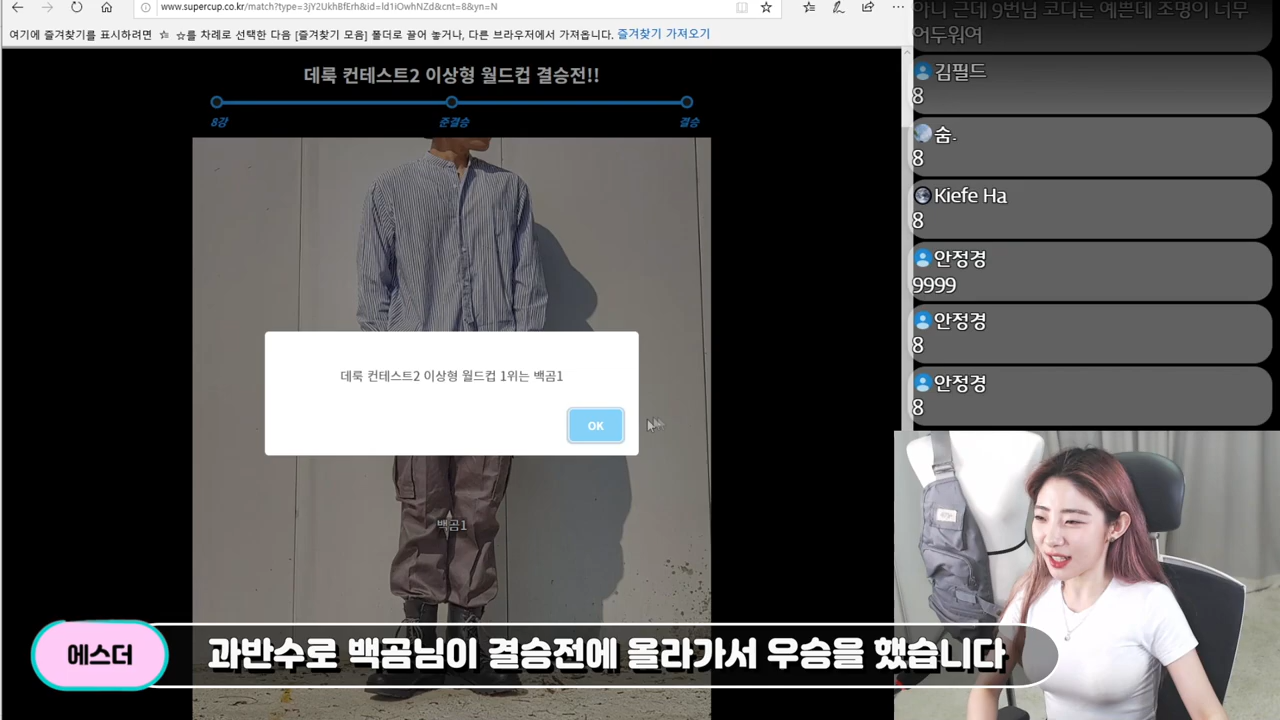 www.supercup.co.kr/match?type=3jY2Ukh8fErh&id=ld1iOwhNZd&cnt=8&yn=N
여기에 즐겨찾기를 표시하려면 ☆를 차례로 선택한 다음 [즐겨찾기 모음] 폴더로 끌어 놓거나, 다른 브라우저에서 가져옵니다. 즐겨찾기 가져오기
데룩 컨테스트2 이상형 월드컵 결승전!!
8강 준결승 결승
데룩 컨테스트2 이상형 월드컵 1위는 백곰1
OK
백곰1
아니 근데 9번님 코디는 예쁜데 조명이 너무
어두워여
김필드
8
숨.
8
Kiefe Ha
8
안정경
9999
안정경
8
안정경
8
에스더
과반수로 백곰님이 결승전에 올라가서 우승을 했습니다